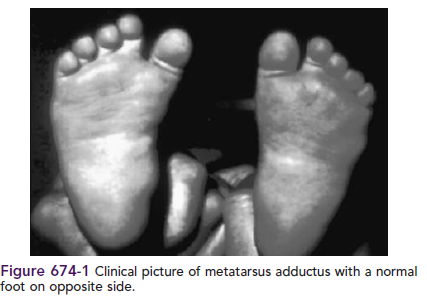 Figure 674-1 Clinical picture of metatarsus adductus with a normal
foot on opposite side.